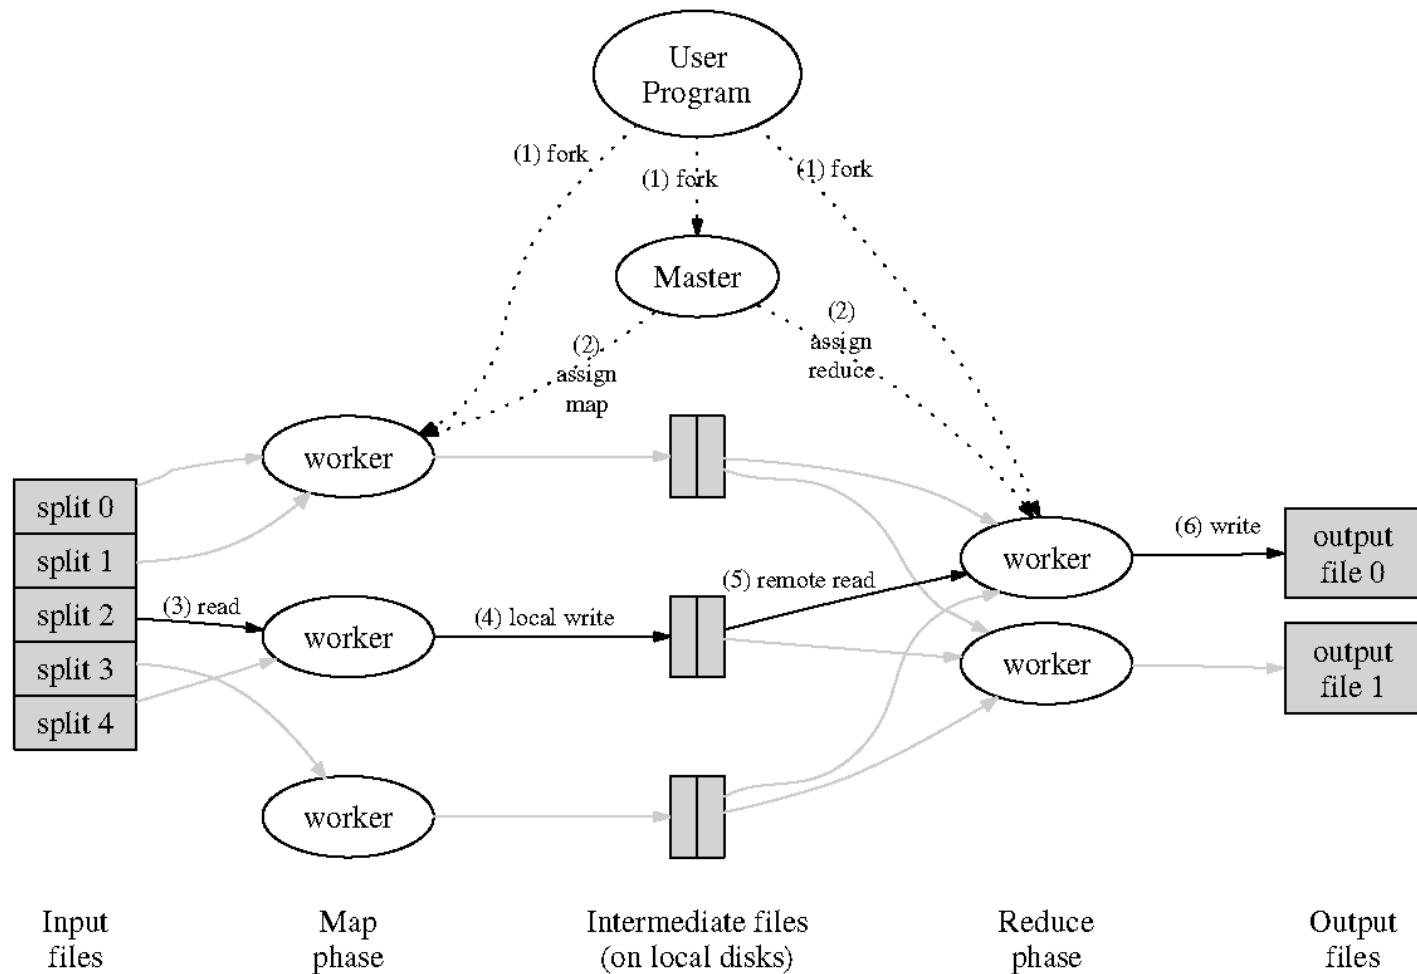 User
Program
(1) fork
(1) fork
(1) fork
Master
(2)
assign
map
(2)
assign
reduce
split 0
split 1
split 2
split 3
split 4
(3) read
worker
worker
worker
(4) local write
(5) remote read
worker
worker
(6) write
output
file 0
output
file 1
Input
files
Map
phase
Intermediate files
(on local disks)
Reduce
phase
Output
files